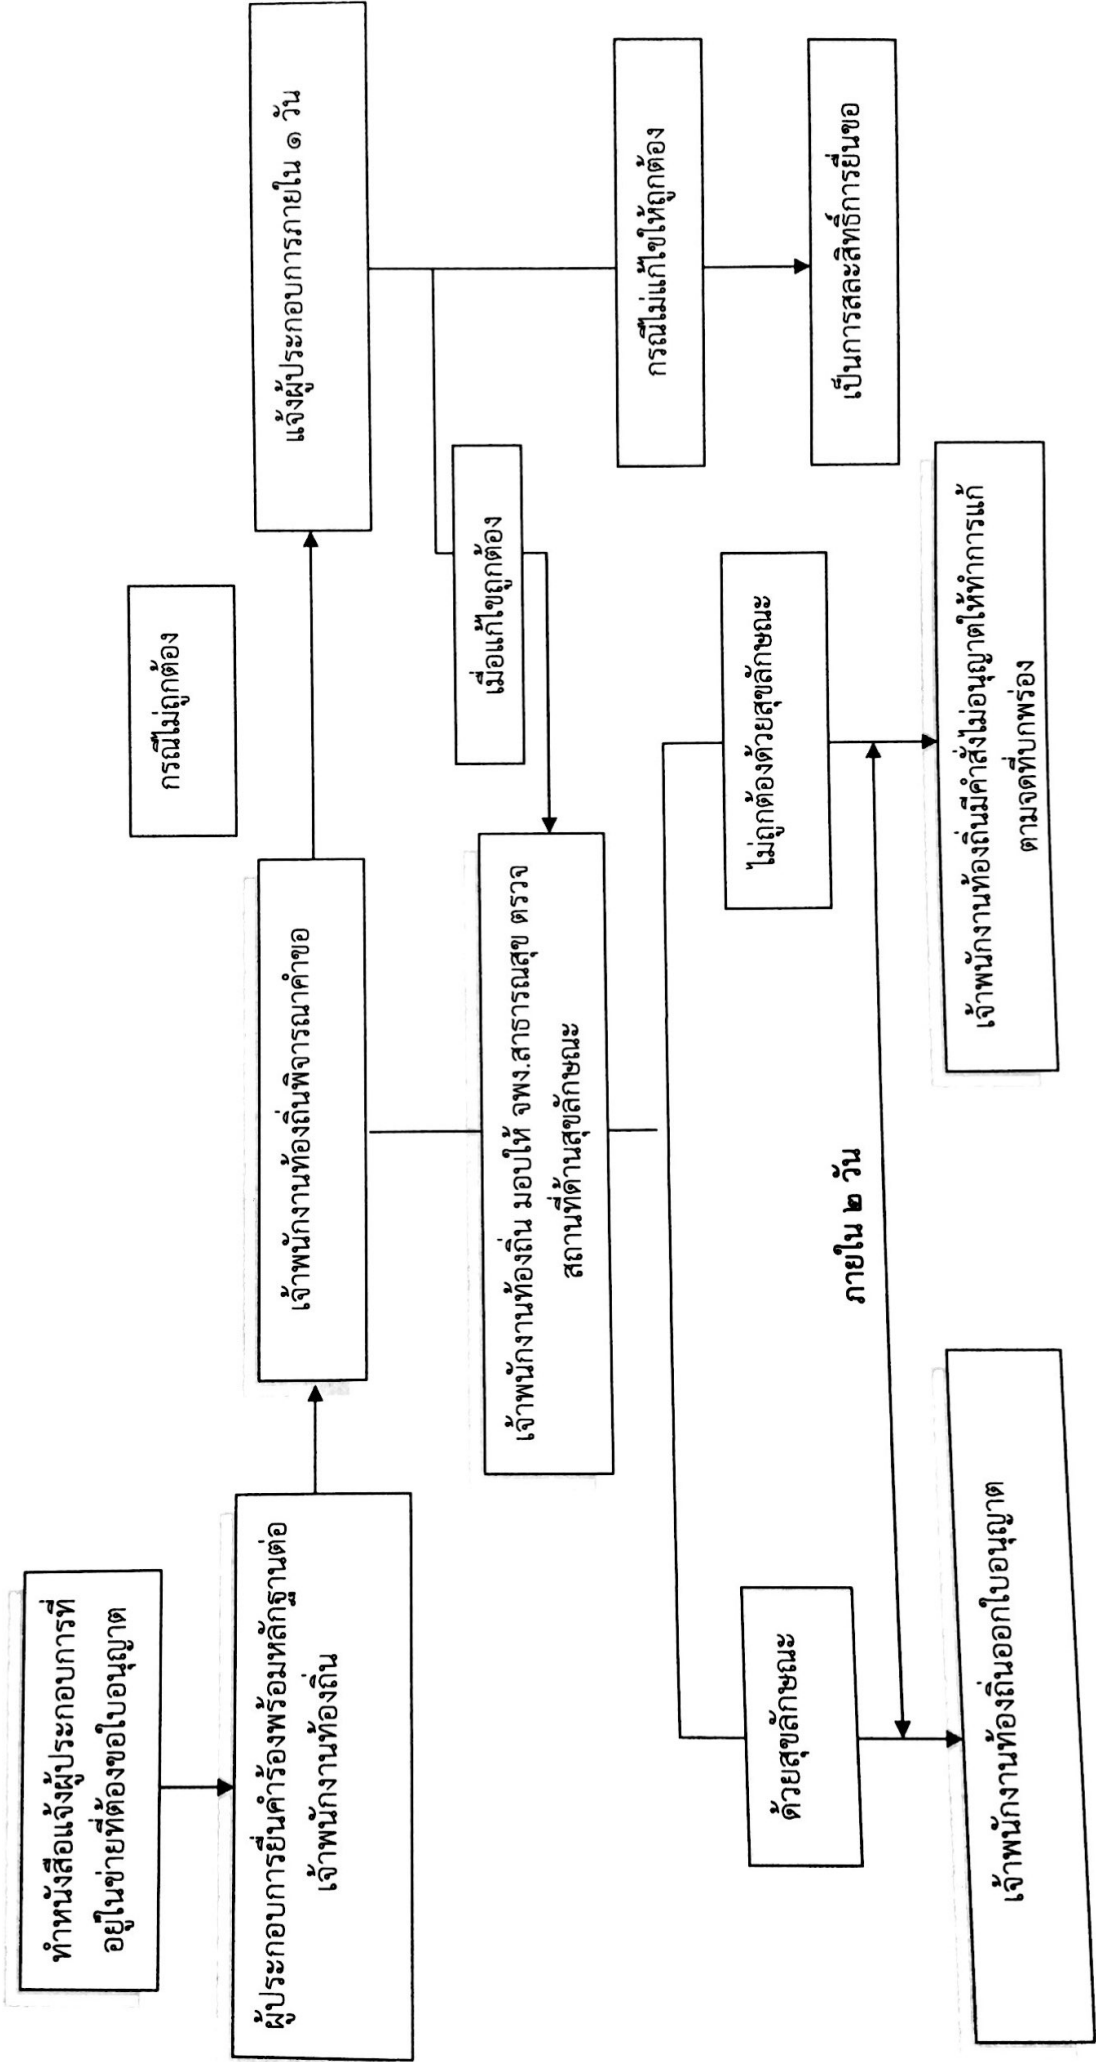 ทำหนังสือแจ้งผู้ประกอบการที่
อยู่ในข่ายที่ต้องขอใบอนุญาต
ผู้ประกอบการยื่นคำร้องพร้อมหลักฐานต่อ
เจ้าพนักงานท้องถิ่น
เจ้าพนักงานท้องถิ่นพิจารณาคำขอ
กรณีไม่ถูกต้อง
แจ้งผู้ประกอบการภายใน ๑ วัน
เมื่อแก้ไขถูกต้อง
เจ้าพนักงานท้องถิ่น มอบให้ จพง.สาธารณสุข ตรวจ
สถานที่ด้านสุขลักษณะ
กรณีไม่แก้ไขให้ถูกต้อง
เป็นการสละสิทธิ์การยื่นขอ
ด้วยสุขลักษณะ
ไม่ถูกต้องด้วยสุขลักษณะ
ภายใน ๒ วัน
เจ้าพนักงานท้องถิ่นออกใบอนุญาต
เจ้าพนักงานท้องถิ่นมีคำสั่งไม่อนุญาตให้ทำการแก้
ตามจดที่บกพร่อง